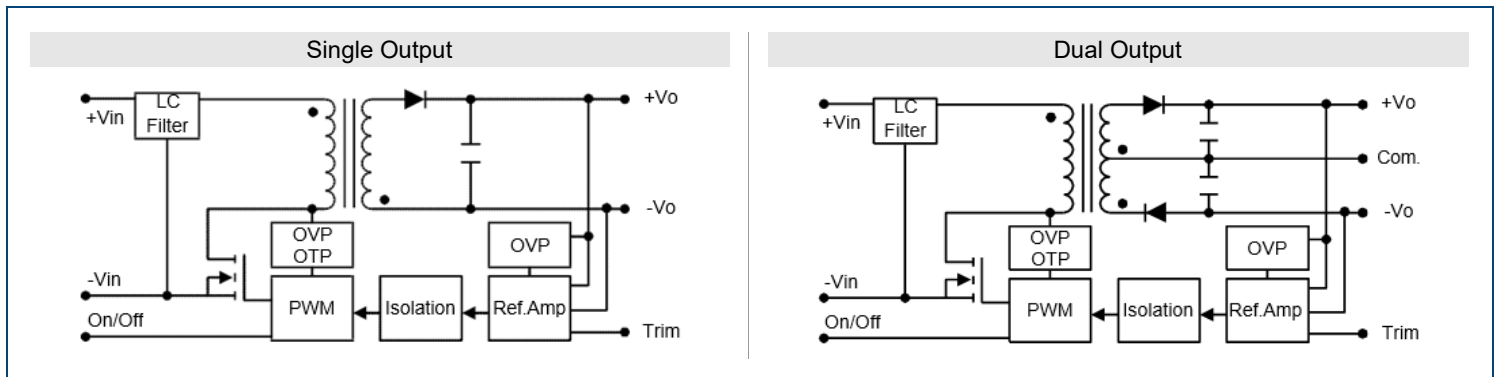 Single Output
LC
Filter
+Vin
+Vo
-Vo
OVP
OTP
OVP
-Vin
PWM
Isolation
Ref.Amp
On/Off
Trim
Dual Output
LC
Filter
+Vin
+Vo
Com.
-Vo
OVP
OTP
OVP
-Vin
PWM
Isolation
Ref.Amp
On/Off
Trim